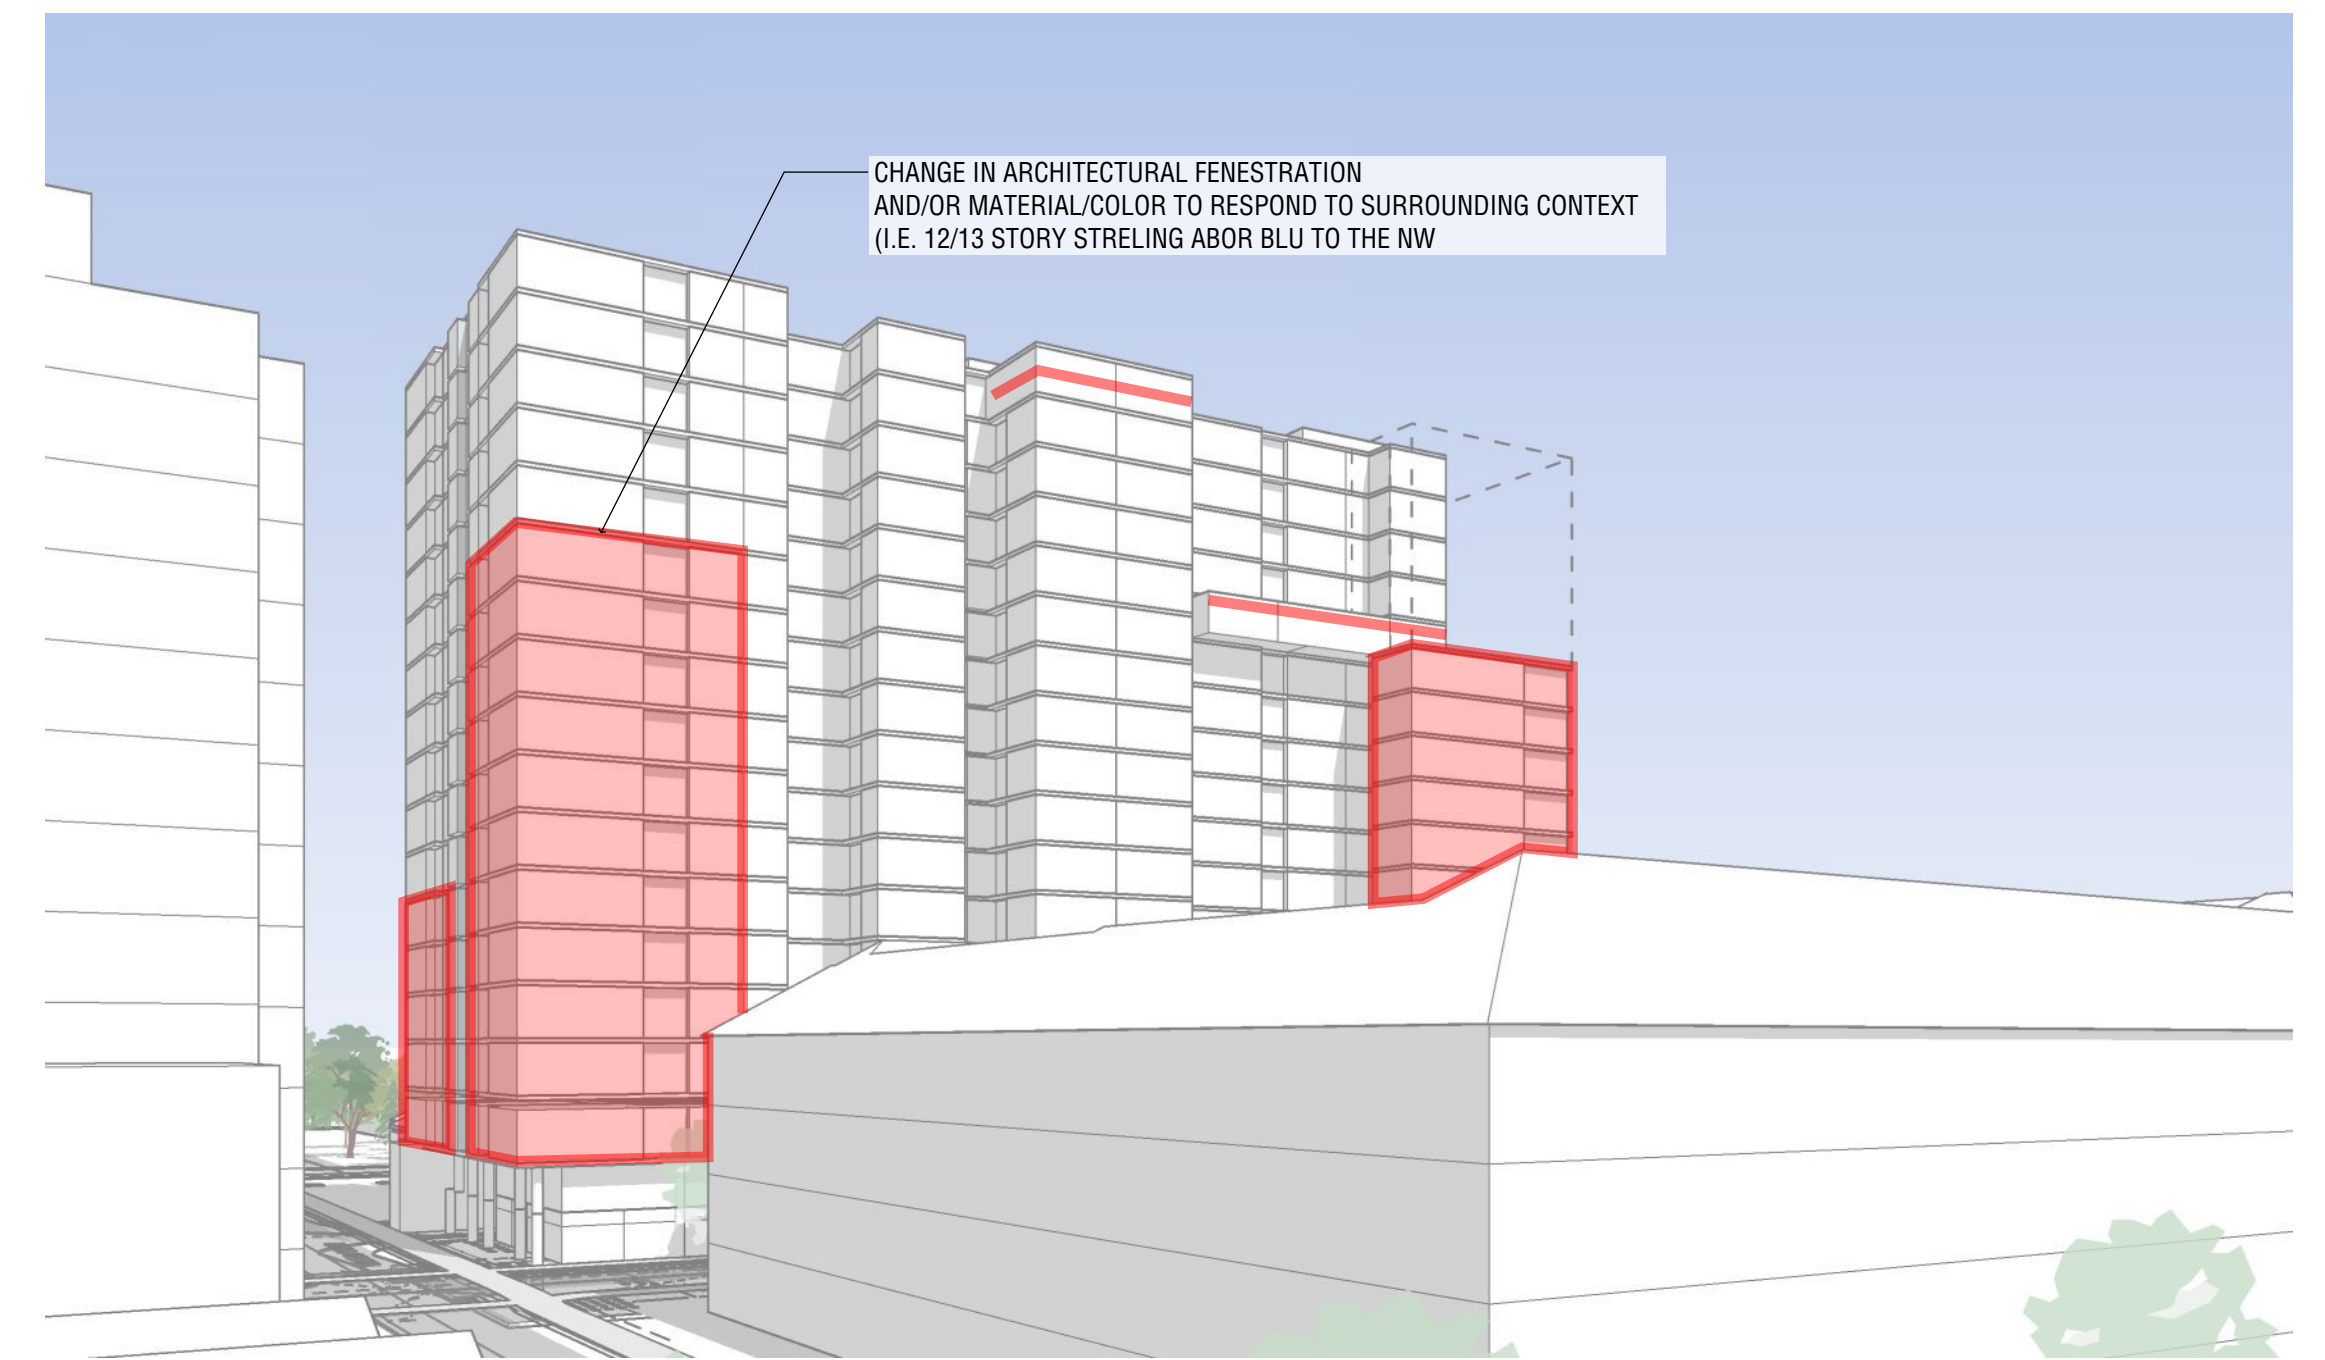 CHANGE IN ARCHITECTURAL FENESTRATION
AND/OR MATERIAL/COLOR TO RESPOND TO SURROUNDING CONTEXT
(I.E. 12/13 STORY STRELING ABOR BLU TO THE NW